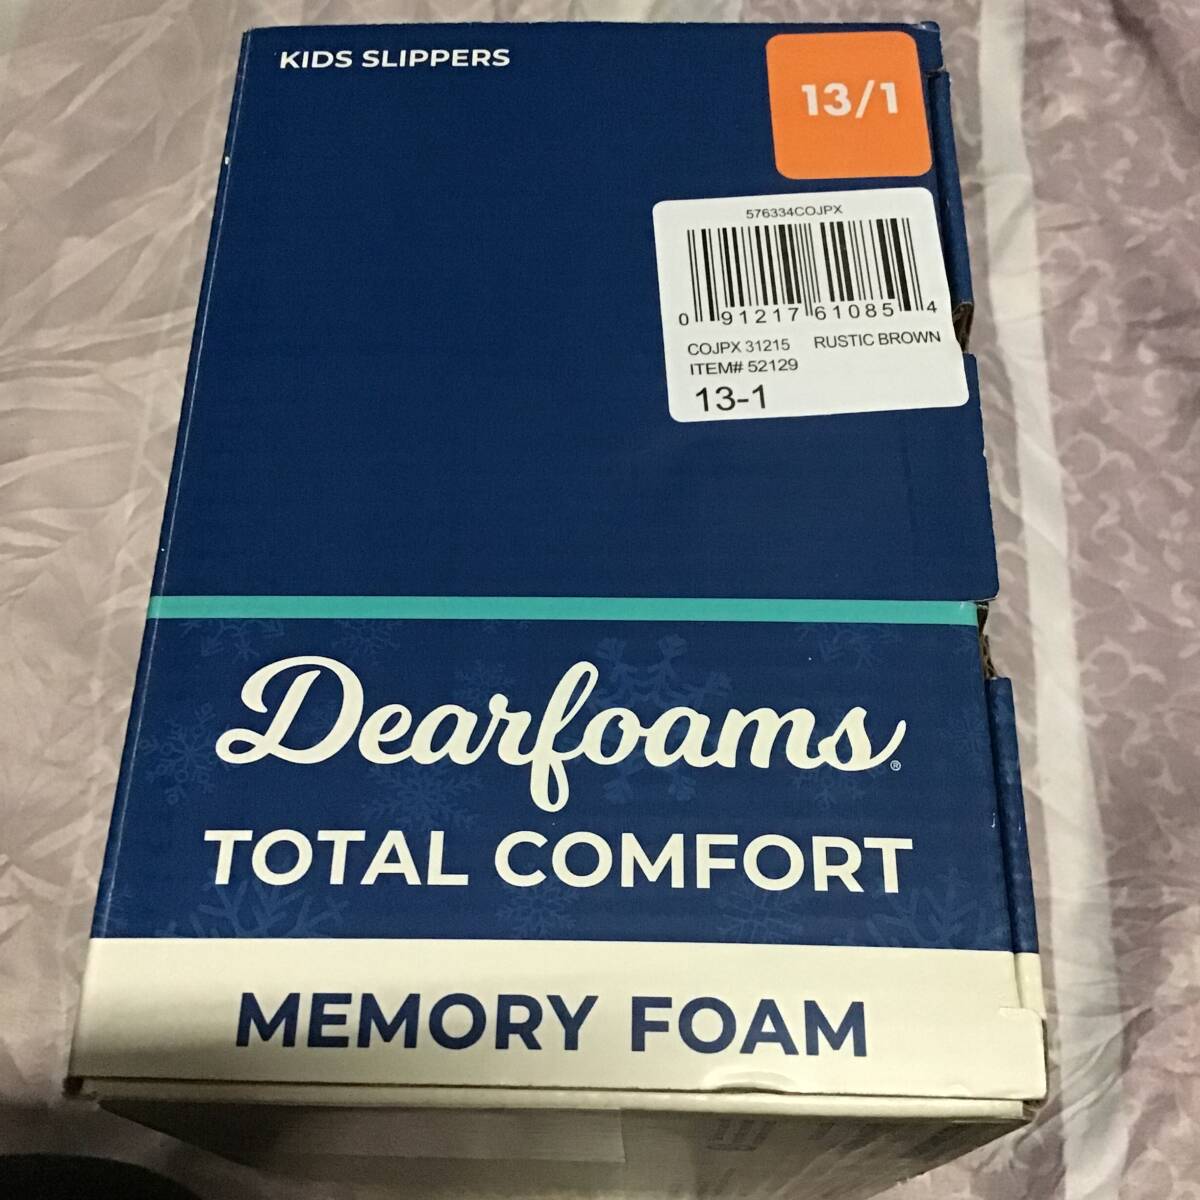 KIDS SLIPPERS
13/1
576334COJPX
0 91217 61085 4
COJPX 31215 RUSTIC BROWN
ITEM# 52129
13-1
Dearfoams®
TOTAL COMFORT
MEMORY FOAM